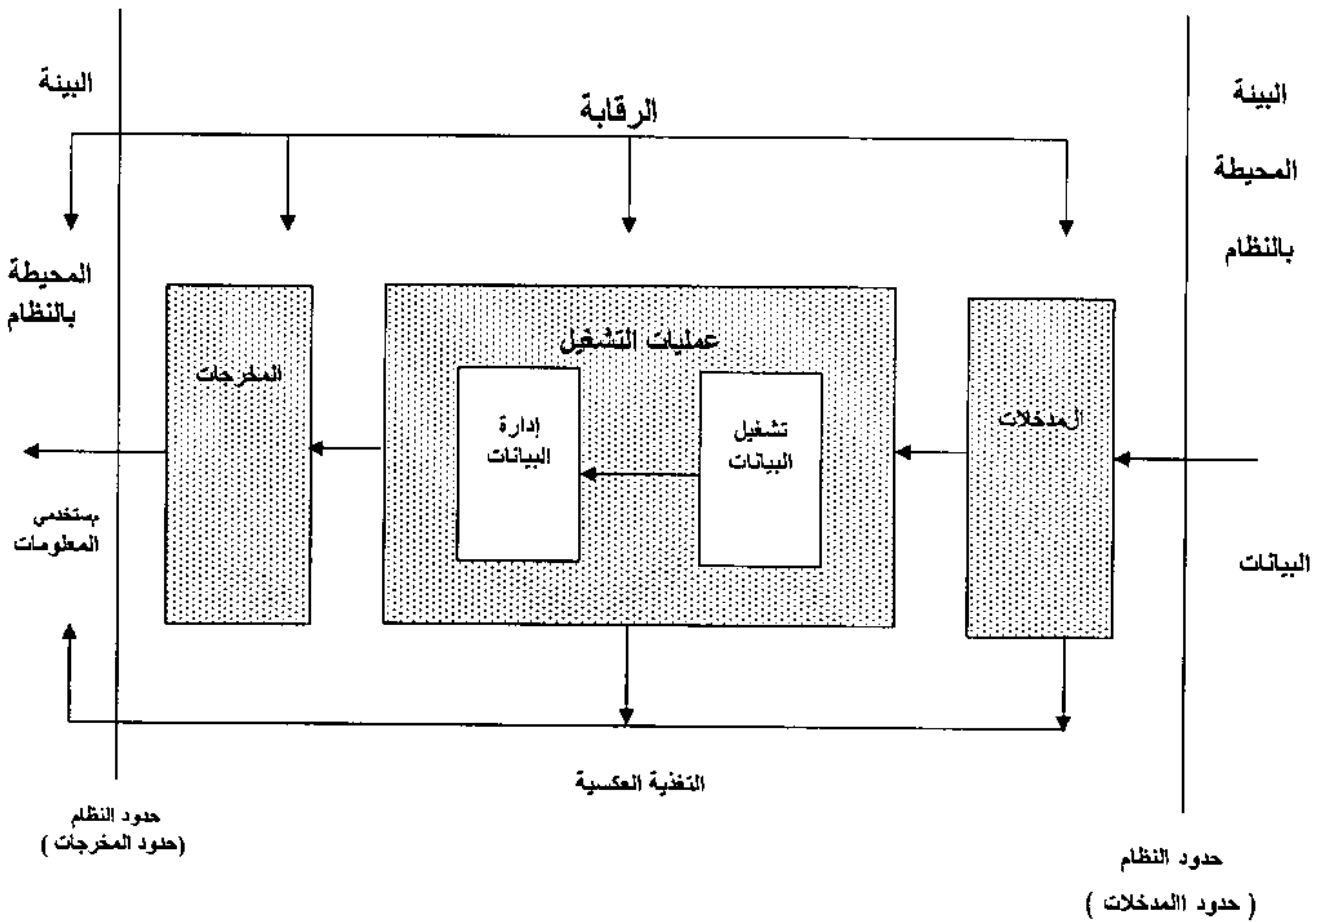 البيئة
المحيطة
بالنظام
البيانات
حدود النظام
( حدود االمدخلات )
الرقابة
المدخلات
عمليات التشغيل
تشغيل
البيانات
إدارة
البيانات
المخرجات
التغذية العكسية
البيئة
المحيطة
بالنظام
مستخدمي
المعلومات
حدود النظام
(حدود المخرجات )